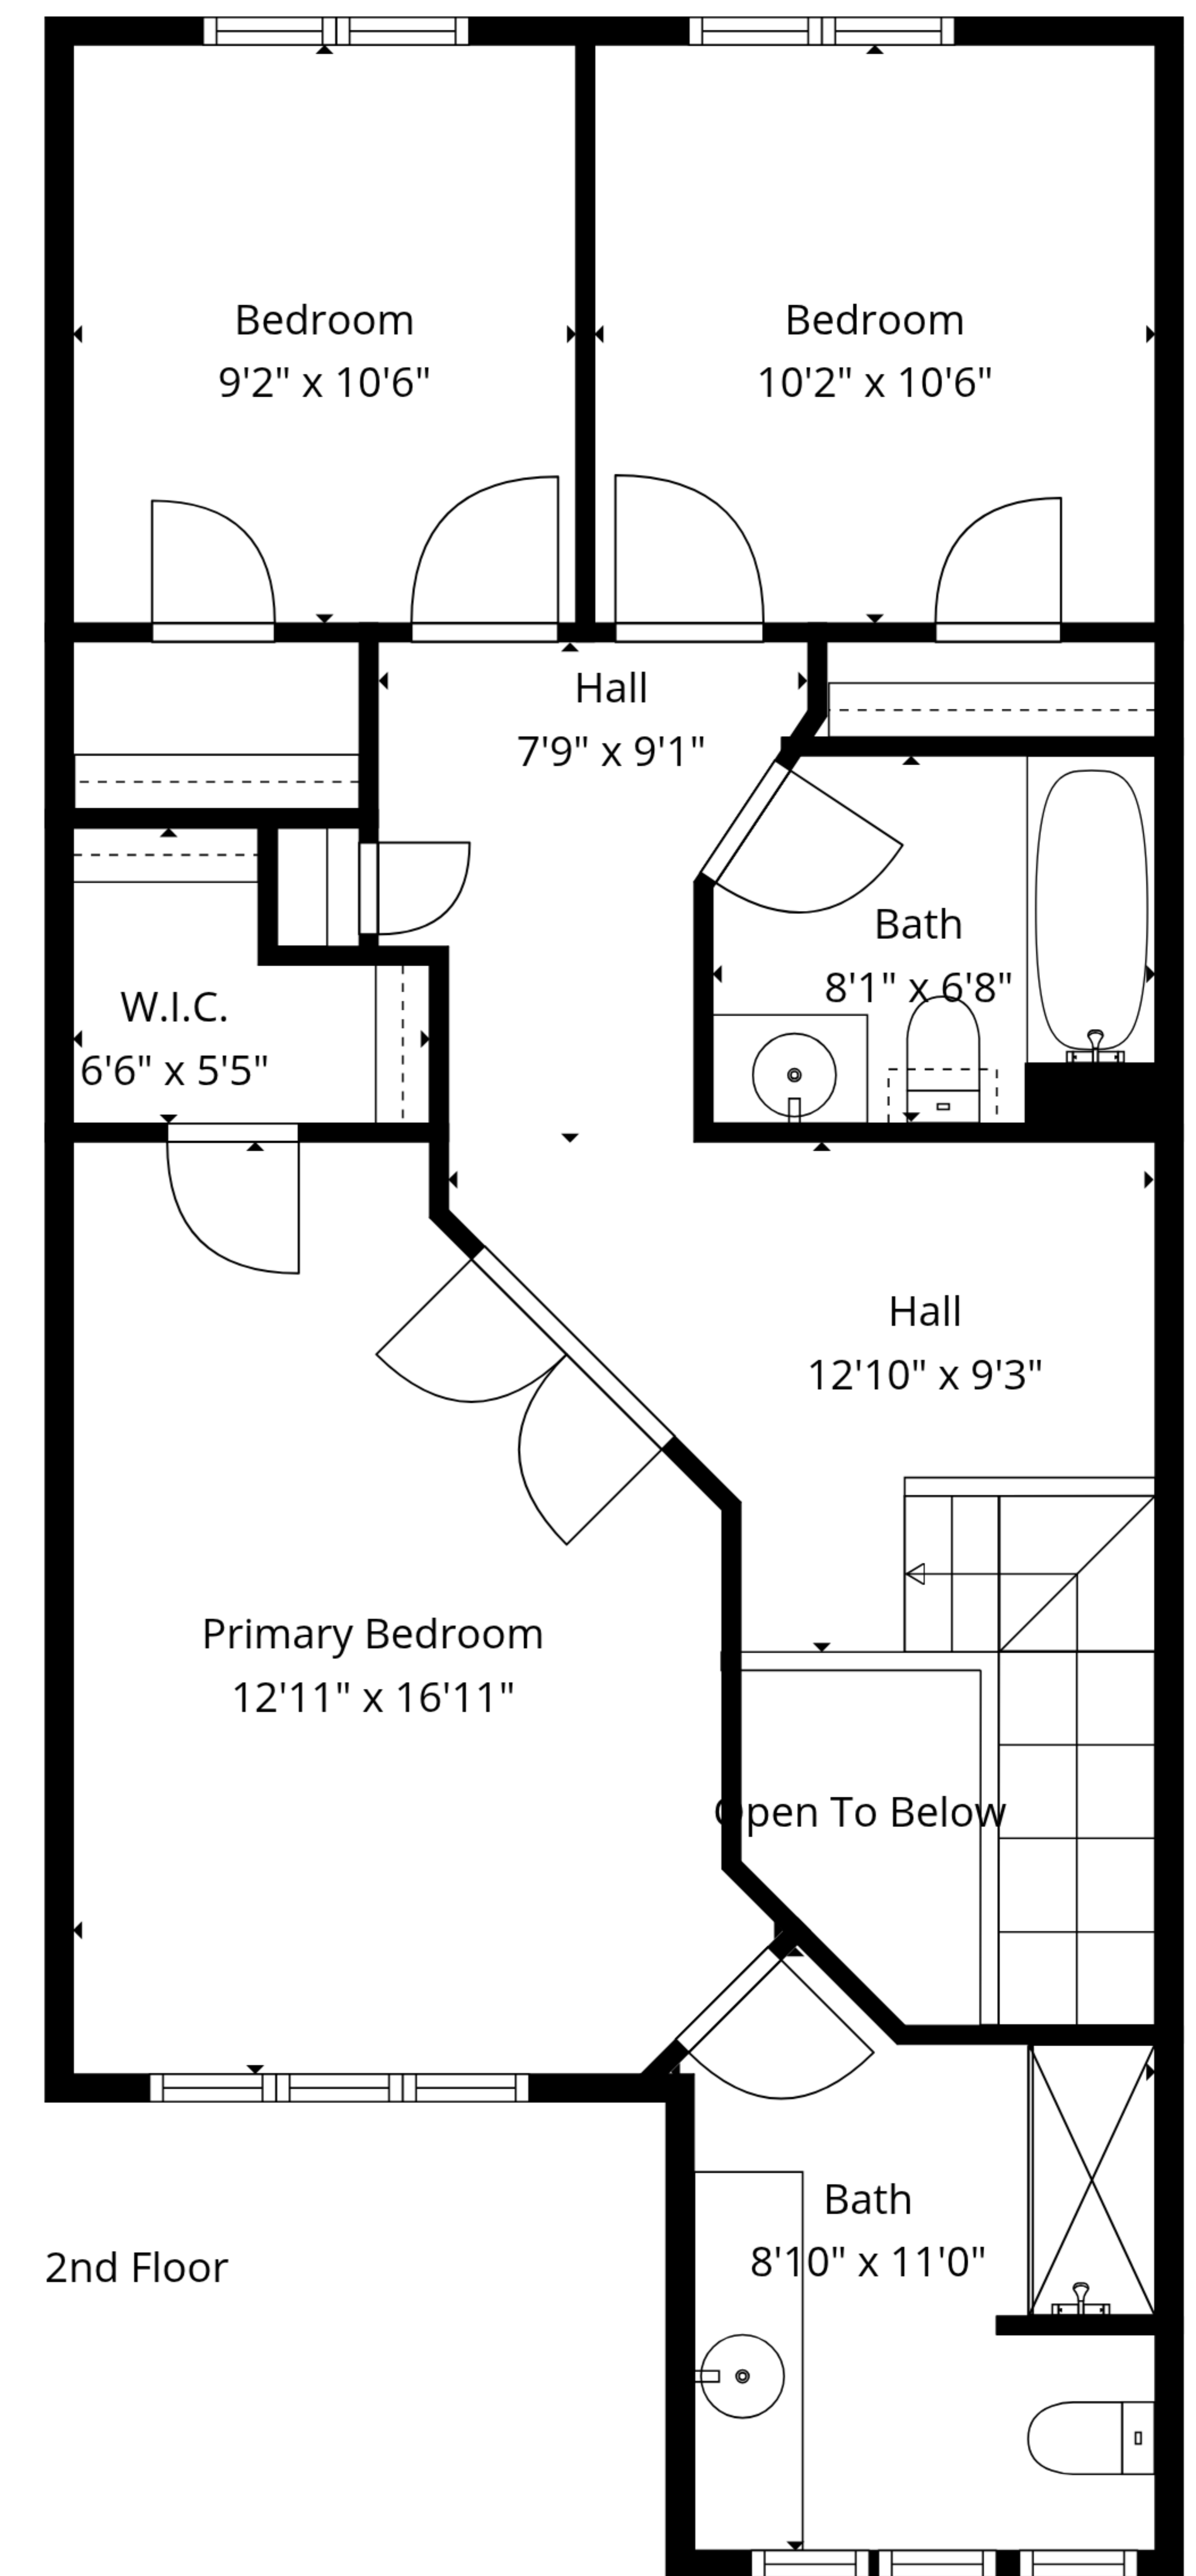 Bedroom
9'2" x 10'6"
Bedroom
10'2" x 10'6"
Hall
7'9" x 9'1"
Bath
8'1" x 6'8"
W.I.C.
6'6" x 5'5"
Hall
12'10" x 9'3"
Primary Bedroom
12'11" x 16'11"
Open To Below
Bath
8'10" x 11'0"
2nd Floor